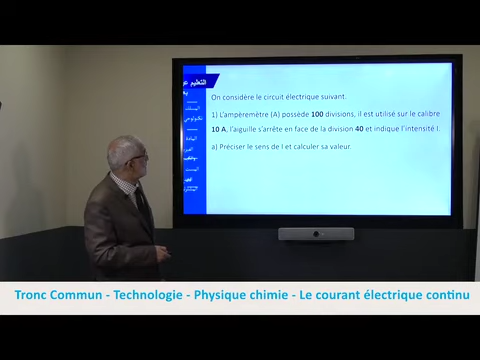 التعليم عن
On considère le circuit électrique suivant.
1) L'ampèremètre (A) possède 100 divisions, il est utilisé sur le calibre
10 A, l'aiguille s'arrête en face de la division 40 et indique l'intensité I.
a) Préciser le sens de I et calculer sa valeur.
المادة
Tronc Commun - Technologie - Physique chimie - Le courant électrique continu